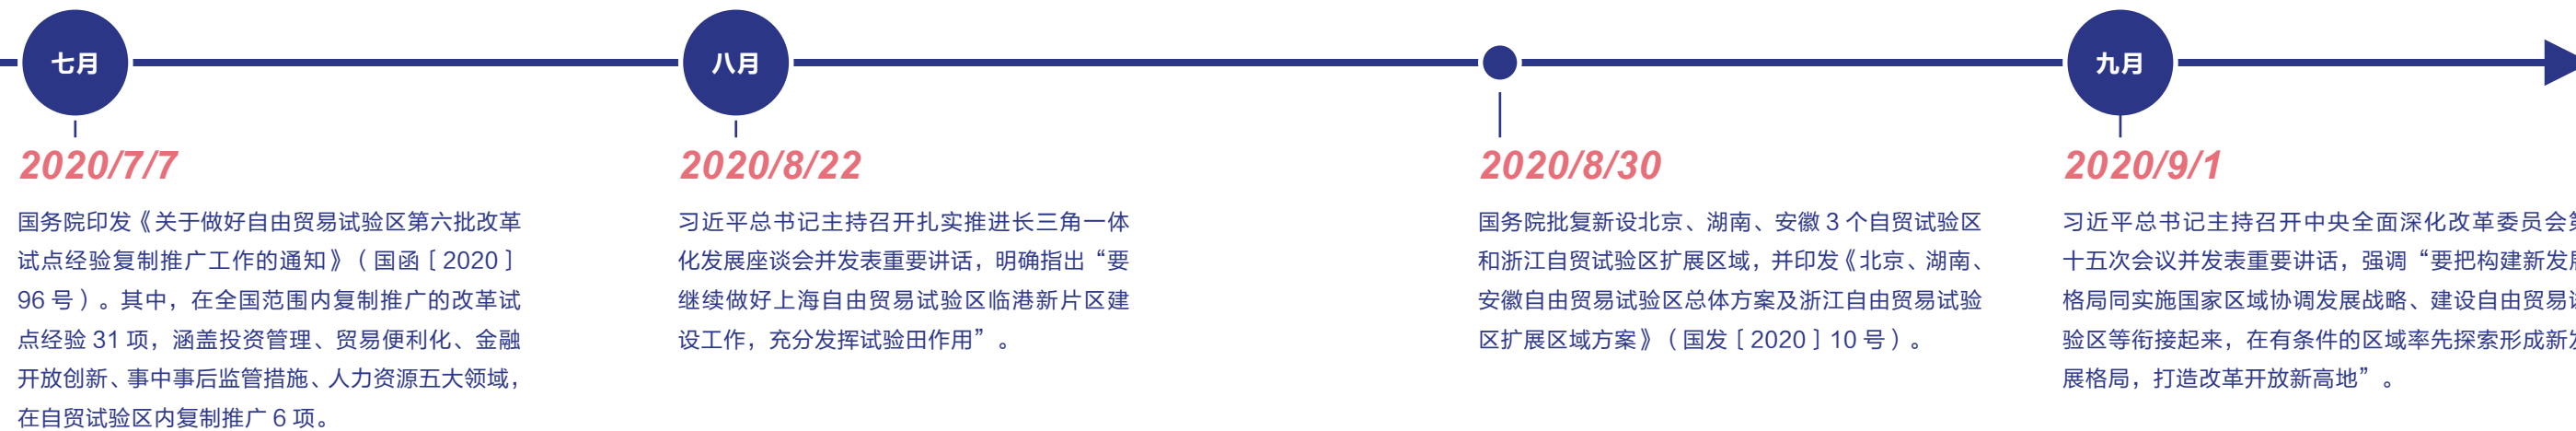 七月
2020/7/7
国务院印发《关于做好自由贸易试验区第六批改革
试点经验复制推广工作的通知》（国函［2020］
96 号）。其中，在全国范围内复制推广的改革试
点经验 31 项，涵盖投资管理、贸易便利化、金融
开放创新、事中事后监管措施、人力资源五大领域，
在自贸试验区内复制推广 6 项。
八月
2020/8/22
习近平总书记主持召开扎实推进长三角一体
化发展座谈会并发表重要讲话，明确指出“要
继续做好上海自由贸易试验区临港新片区建
设工作，充分发挥试验田作用”。
2020/8/30
国务院批复新设北京、湖南、安徽 3 个自贸试验区
和浙江自贸试验区扩展区域，并印发《北京、湖南、
安徽自由贸易试验区总体方案及浙江自由贸易试验
区扩展区域方案》（国发［2020］10 号）。
九月
2020/9/1
习近平总书记主持召开中央全面深化改革委员会第
十五次会议并发表重要讲话，强调“要把构建新发展
格局同实施国家区域协调发展战略、建设自由贸易试
验区等衔接起来，在有条件的区域率先探索形成新发
展格局，打造改革开放新高地”。